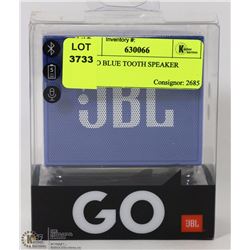 LOT
3733
Inventory #:
630066
O BLUE TOOTH SPEAKER
Consignor: 2685
JBL
GO
JBL